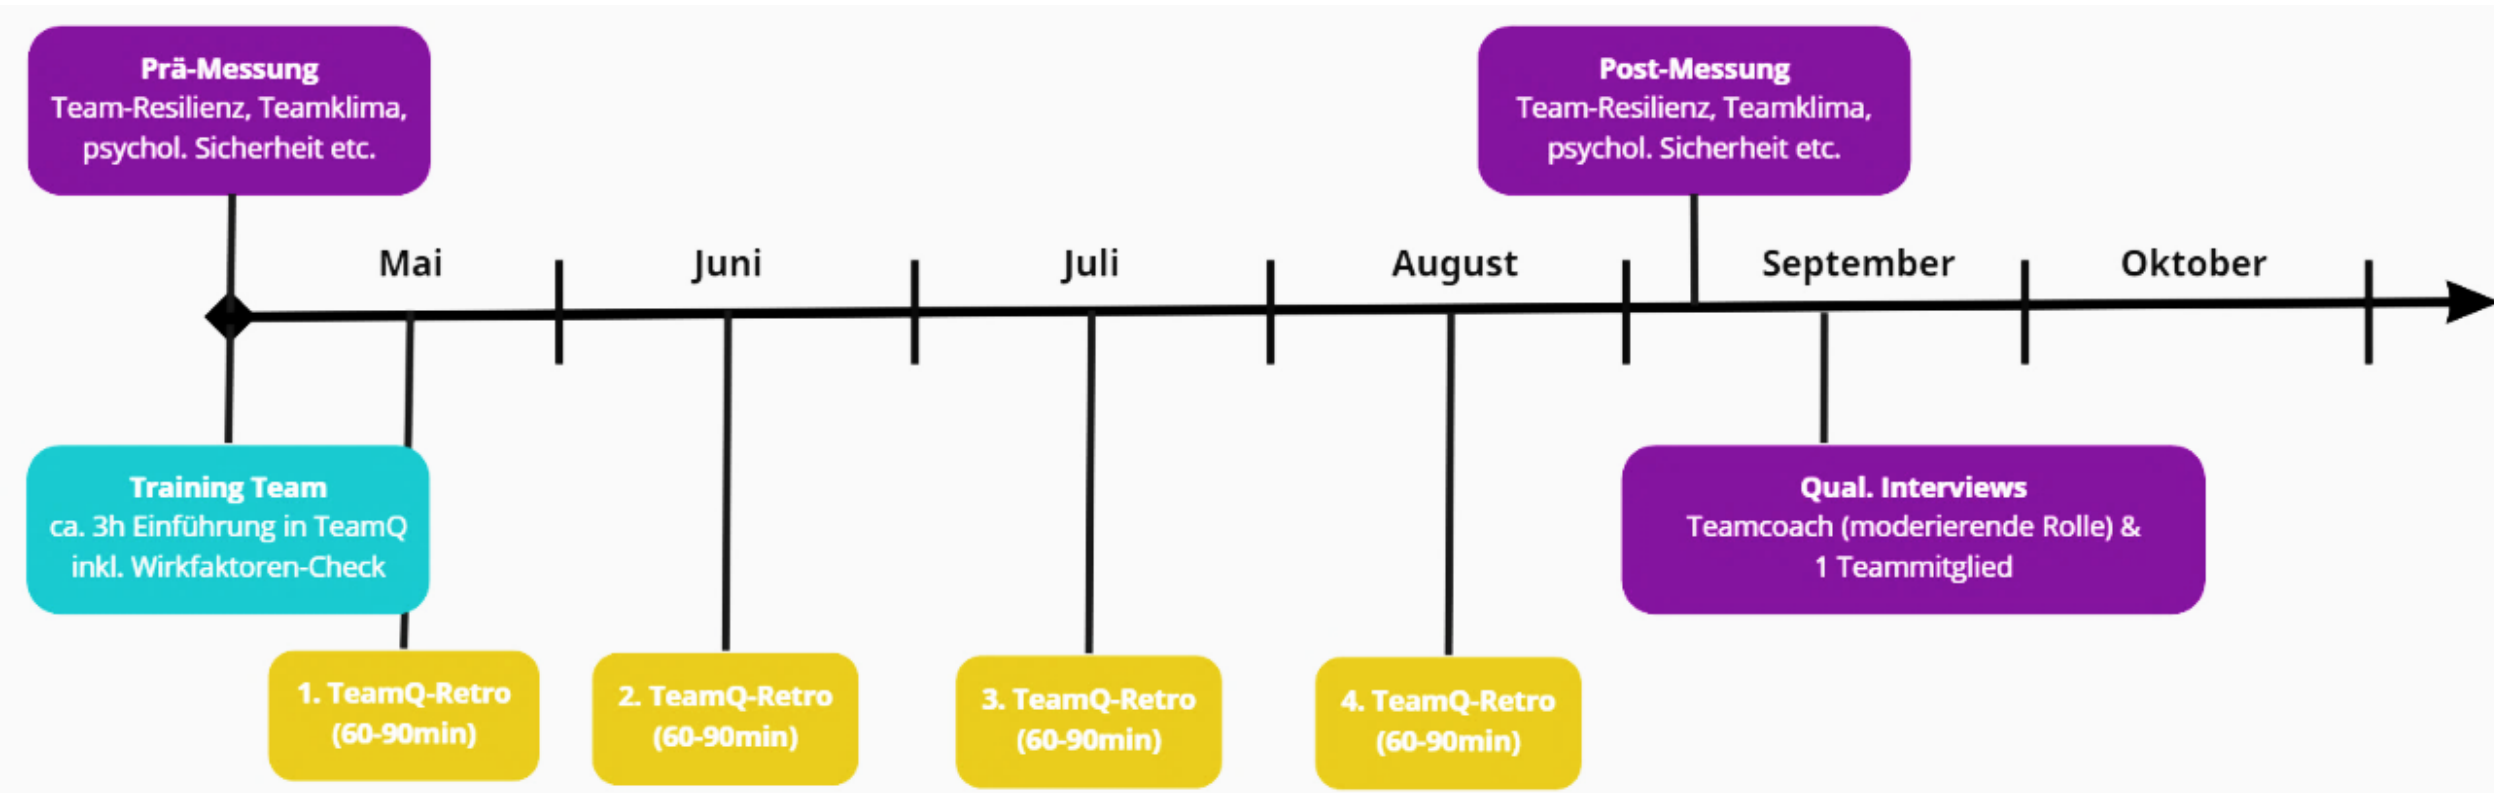 Prä-Messung
Team-Resilienz, Teamklima,
psychol. Sicherheit etc.
Post-Messung
Team-Resilienz, Teamklima,
psychol. Sicherheit etc.
Mai
Juni
Juli
August
September
Oktober
Training Team
ca. 3h Einführung in TeamQ
inkl. Wirkfaktoren-Check
Qual. Interviews
Teamcoach (moderierende Rolle) &
1 Teammitglied
1. TeamQ-Retro
(60-90min)
2. TeamQ-Retro
(60-90min)
3. TeamQ-Retro
(60-90min)
4. TeamQ-Retro
(60-90min)